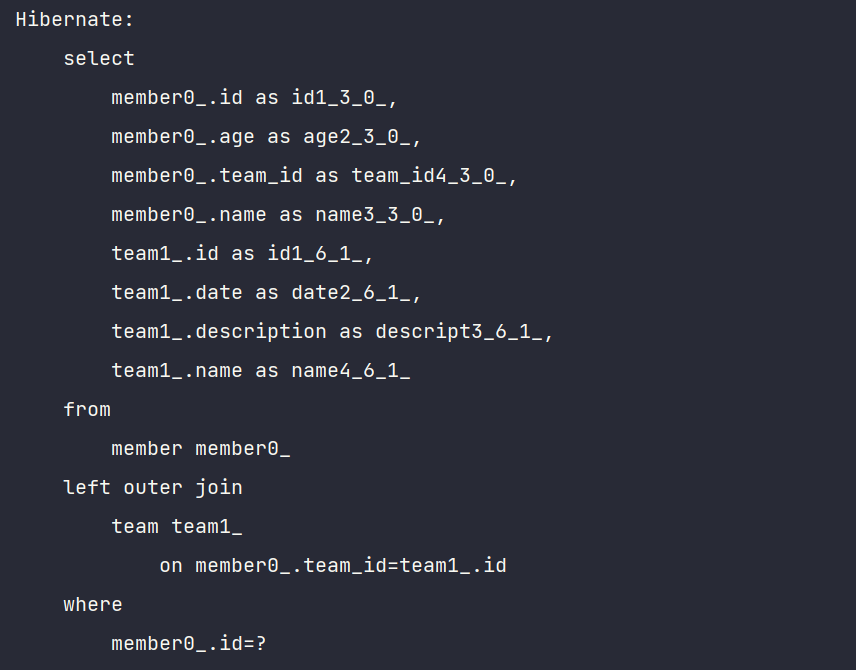 Hibernate:
    select
        member0_.id as id1_3_0_,
        member0_.age as age2_3_0_,
        member0_.team_id as team_id4_3_0_,
        member0_.name as name3_3_0_,
        team1_.id as id1_6_1_,
        team1_.date as date2_6_1_,
        team1_.description as descript3_6_1_,
        team1_.name as name4_6_1_
    from
        member member0_
    left outer join
        team team1_
            on member0_.team_id=team1_.id
    where
        member0_.id=?